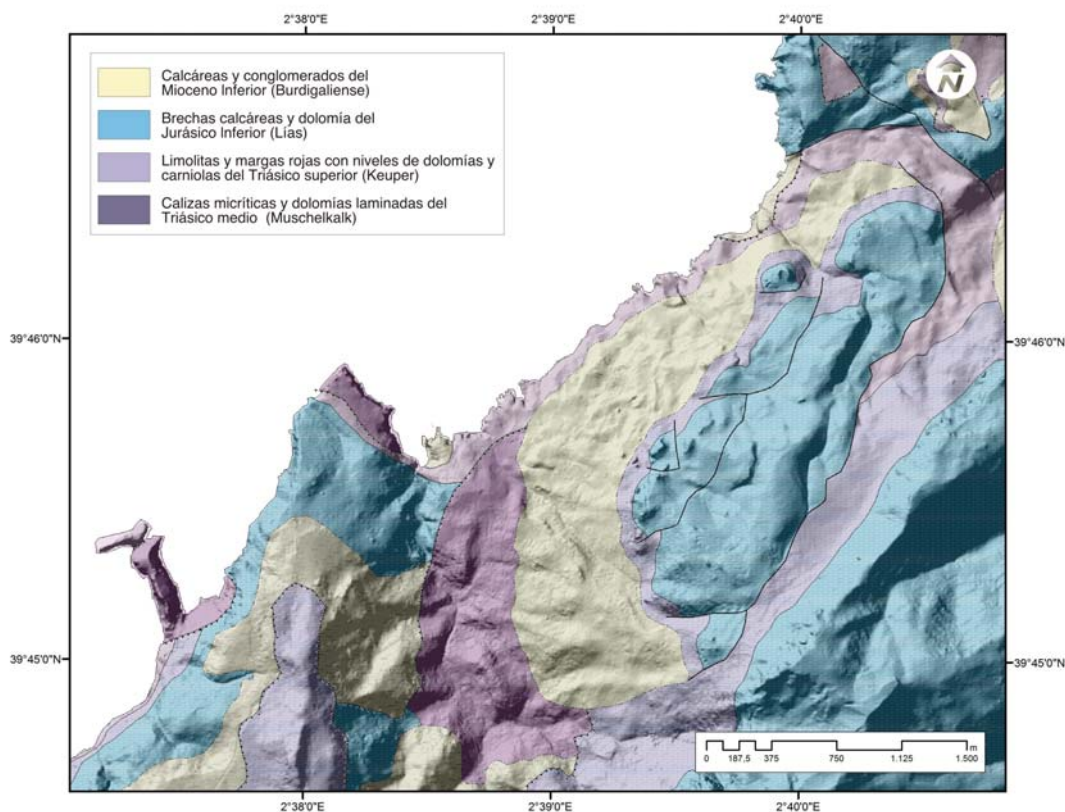 2°38'0"E
2°39'0"E
2°40'0"E
Calcáreas y conglomerados del
Mioceno Inferior (Burdigaliense)
Brechas calcáreas y dolomía del
Jurásico Inferior (Lías)
Limolitas y margas rojas con niveles de dolomías y
carniolas del Triásico superior (Keuper)
Calizas micríticas y dolomías laminadas del
Triásico medio (Muschelkalk)
N
39°46'0"N
39°46'0"N
39°45'0"N
39°45'0"N
m
0 187,5 375 750 1.125 1.500
2°38'0"E
2°39'0"E
2°40'0"E